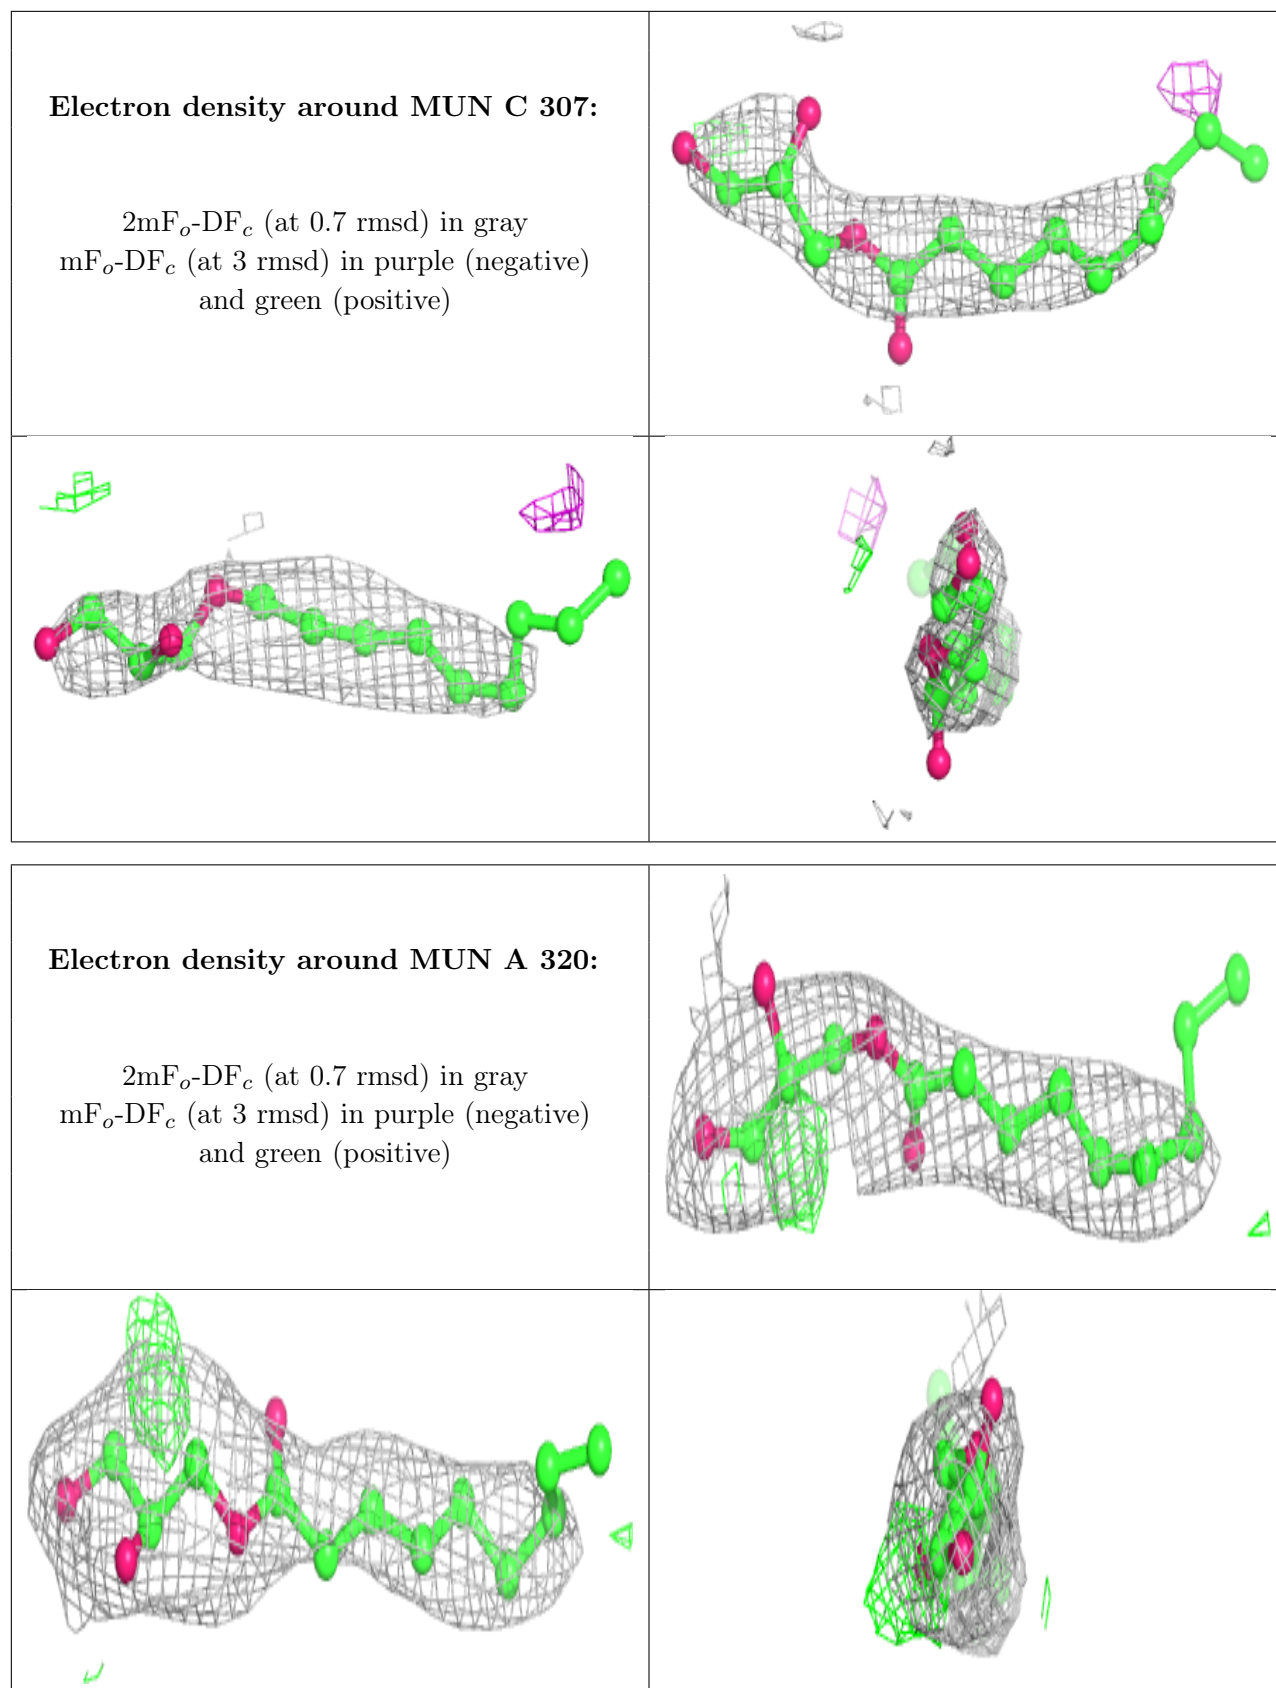 Electron density around MUN C 307:
2mFo-DFc (at 0.7 rmsd) in gray
mFo-DFc (at 3 rmsd) in purple (negative)
and green (positive)
Electron density around MUN A 320:
2mFo-DFc (at 0.7 rmsd) in gray
mFo-DFc (at 3 rmsd) in purple (negative)
and green (positive)